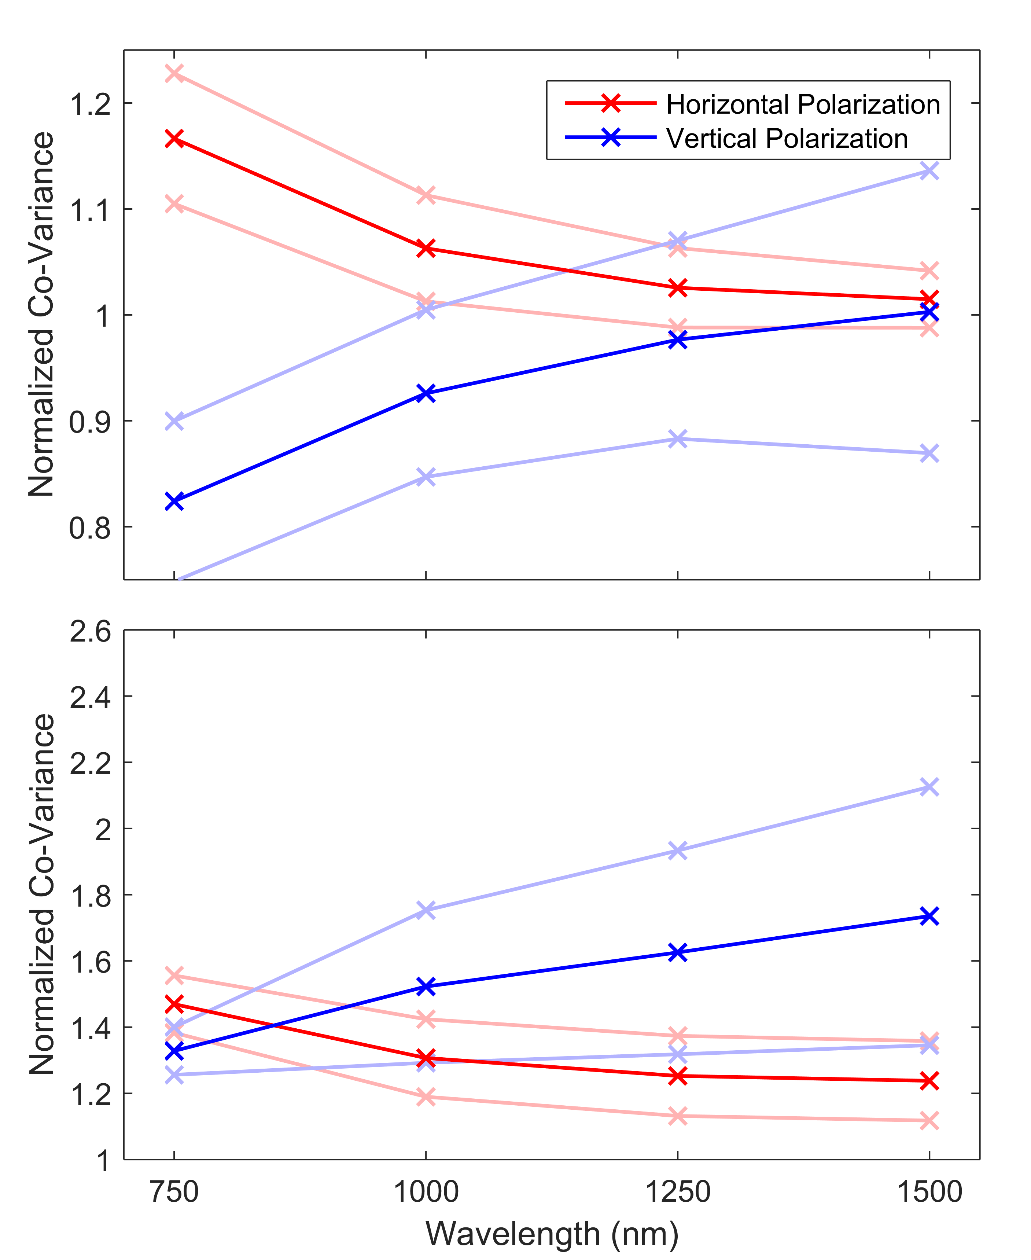 Normalized Co-Variance
1.2
1.1
1
0.9
0.8
Horizontal Polarization
Vertical Polarization
Normalized Co-Variance
2.6
2.4
2.2
2
1.8
1.6
1.4
1.2
1
750 1000 1250 1500
Wavelength (nm)